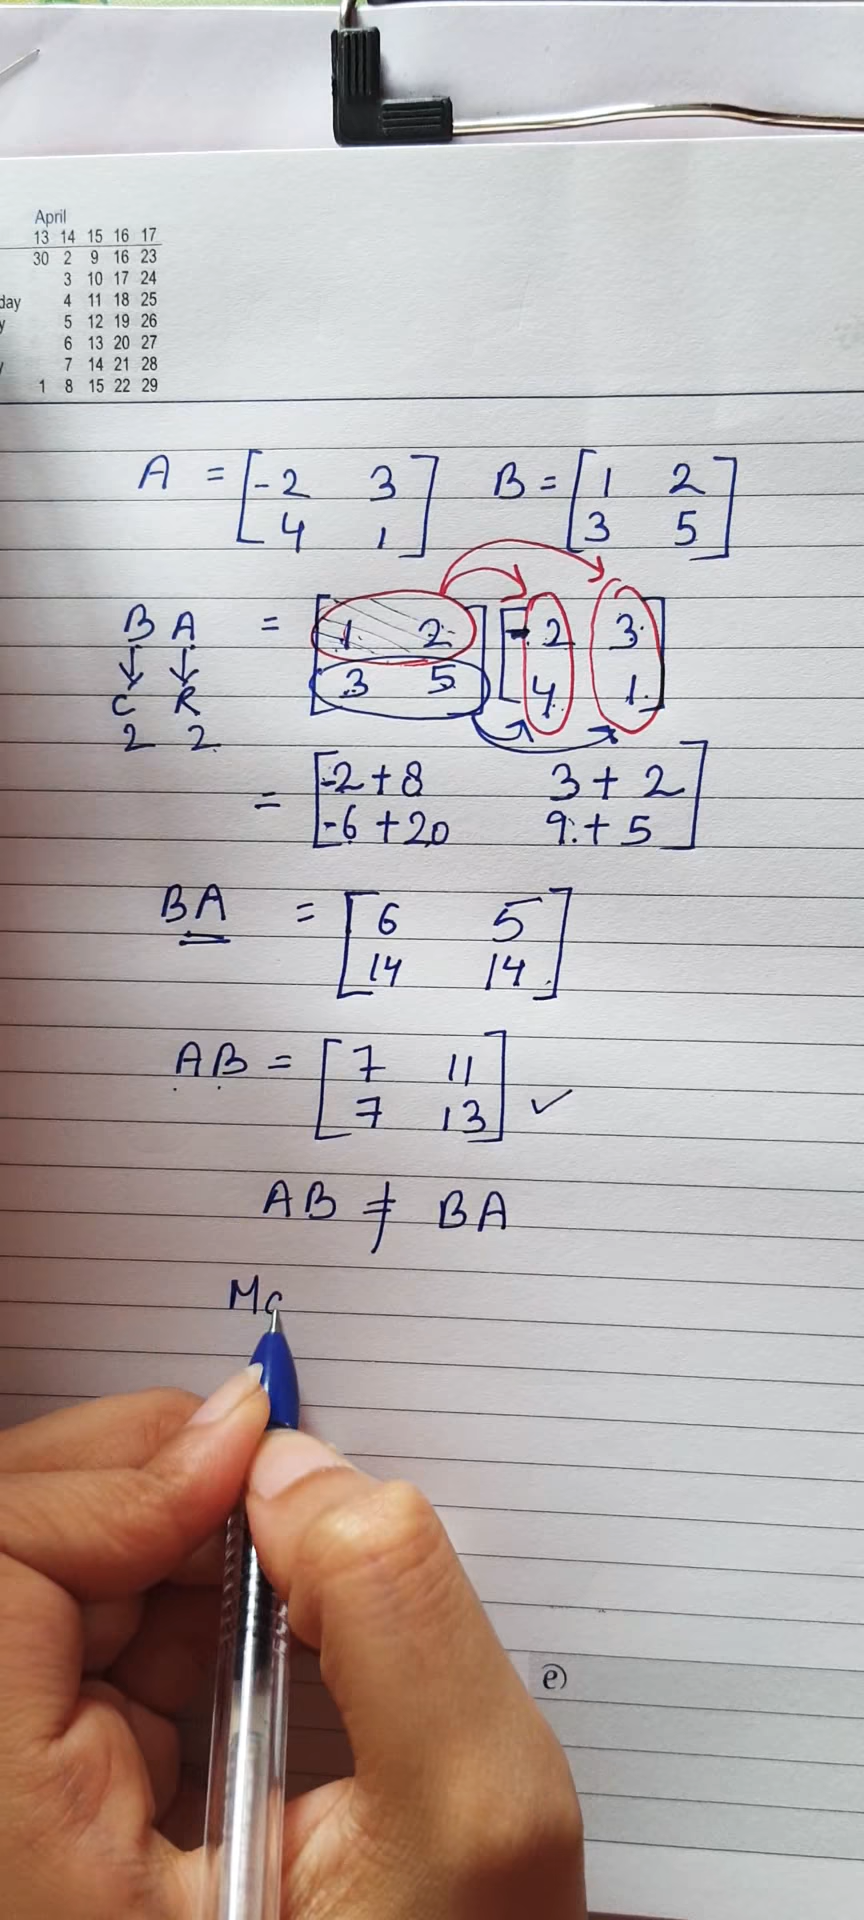 April
13 14 15 16 17
30 2 9 16 23
3 10 17 24
day 4 11 18 25
y 5 12 19 26
6 13 20 27
y 7 14 21 28
1 8 15 22 29
A = [-2 3] B = [1 2]
[4 1] [3 5]
B A = [1 2] [-2 3]
↓ ↓
C R [3 5] [4 1]
2 2
= [-2+8 3+2]
[-6+20 9+5]
BA = [6 5]
[14 14]
AB = [7 11]
[7 13] ✓
AB ≠ BA
Ma
e)